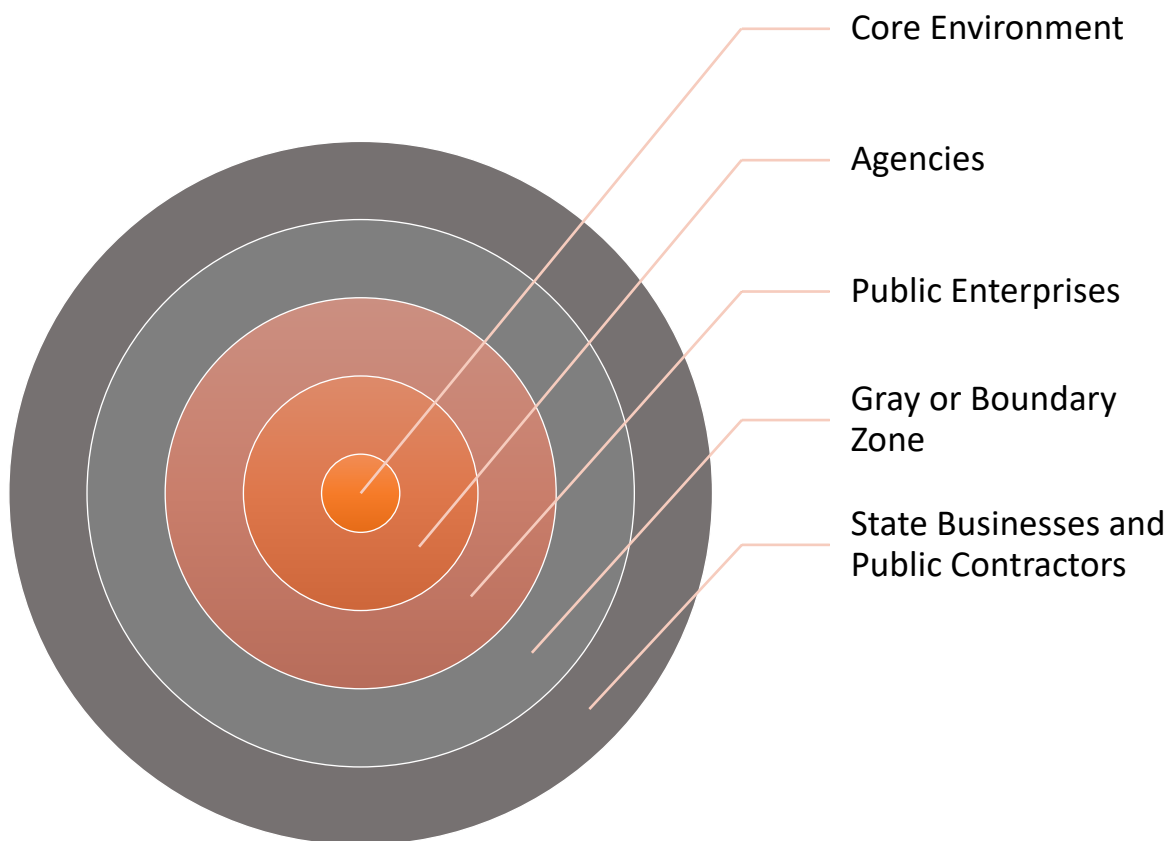 Core Environment
Agencies
Public Enterprises
Gray or Boundary
Zone
State Businesses and
Public Contractors